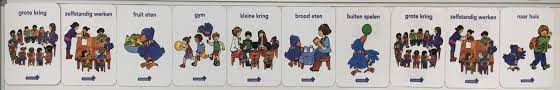 grote kring
zelfstandig werken
fruit eten
gym
kleine kring
brood eten
buiten spelen
grote kring
zelfstandig werken
naar huis